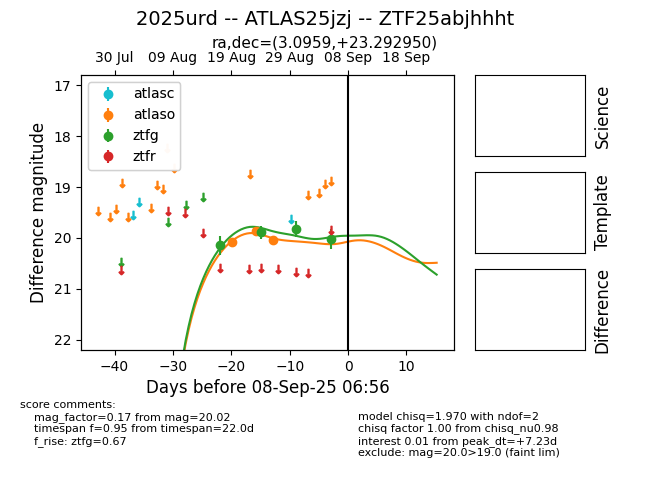 2025urd -- ATLAS25jzj -- ZTF25abjhhht
ra,dec=(3.0959,+23.292950)
30 Jul 09 Aug 19 Aug 29 Aug 08 Sep 18 Sep
atlasc
atlaso
ztfg
ztfr
17
18
19
20
21
22
Difference magnitude
−40 −30 −20 −10 0 10
Days before 08-Sep-25 06:56
Science
Template
Difference
score comments:
mag_factor=0.17 from mag=20.02
timespan f=0.95 from timespan=22.0d
f_rise: ztfg=0.67
model chisq=1.970 with ndof=2
chisq factor 1.00 from chisq_nu0.98
interest 0.01 from peak_dt=+7.23d
exclude: mag=20.0>19.0 (faint lim)